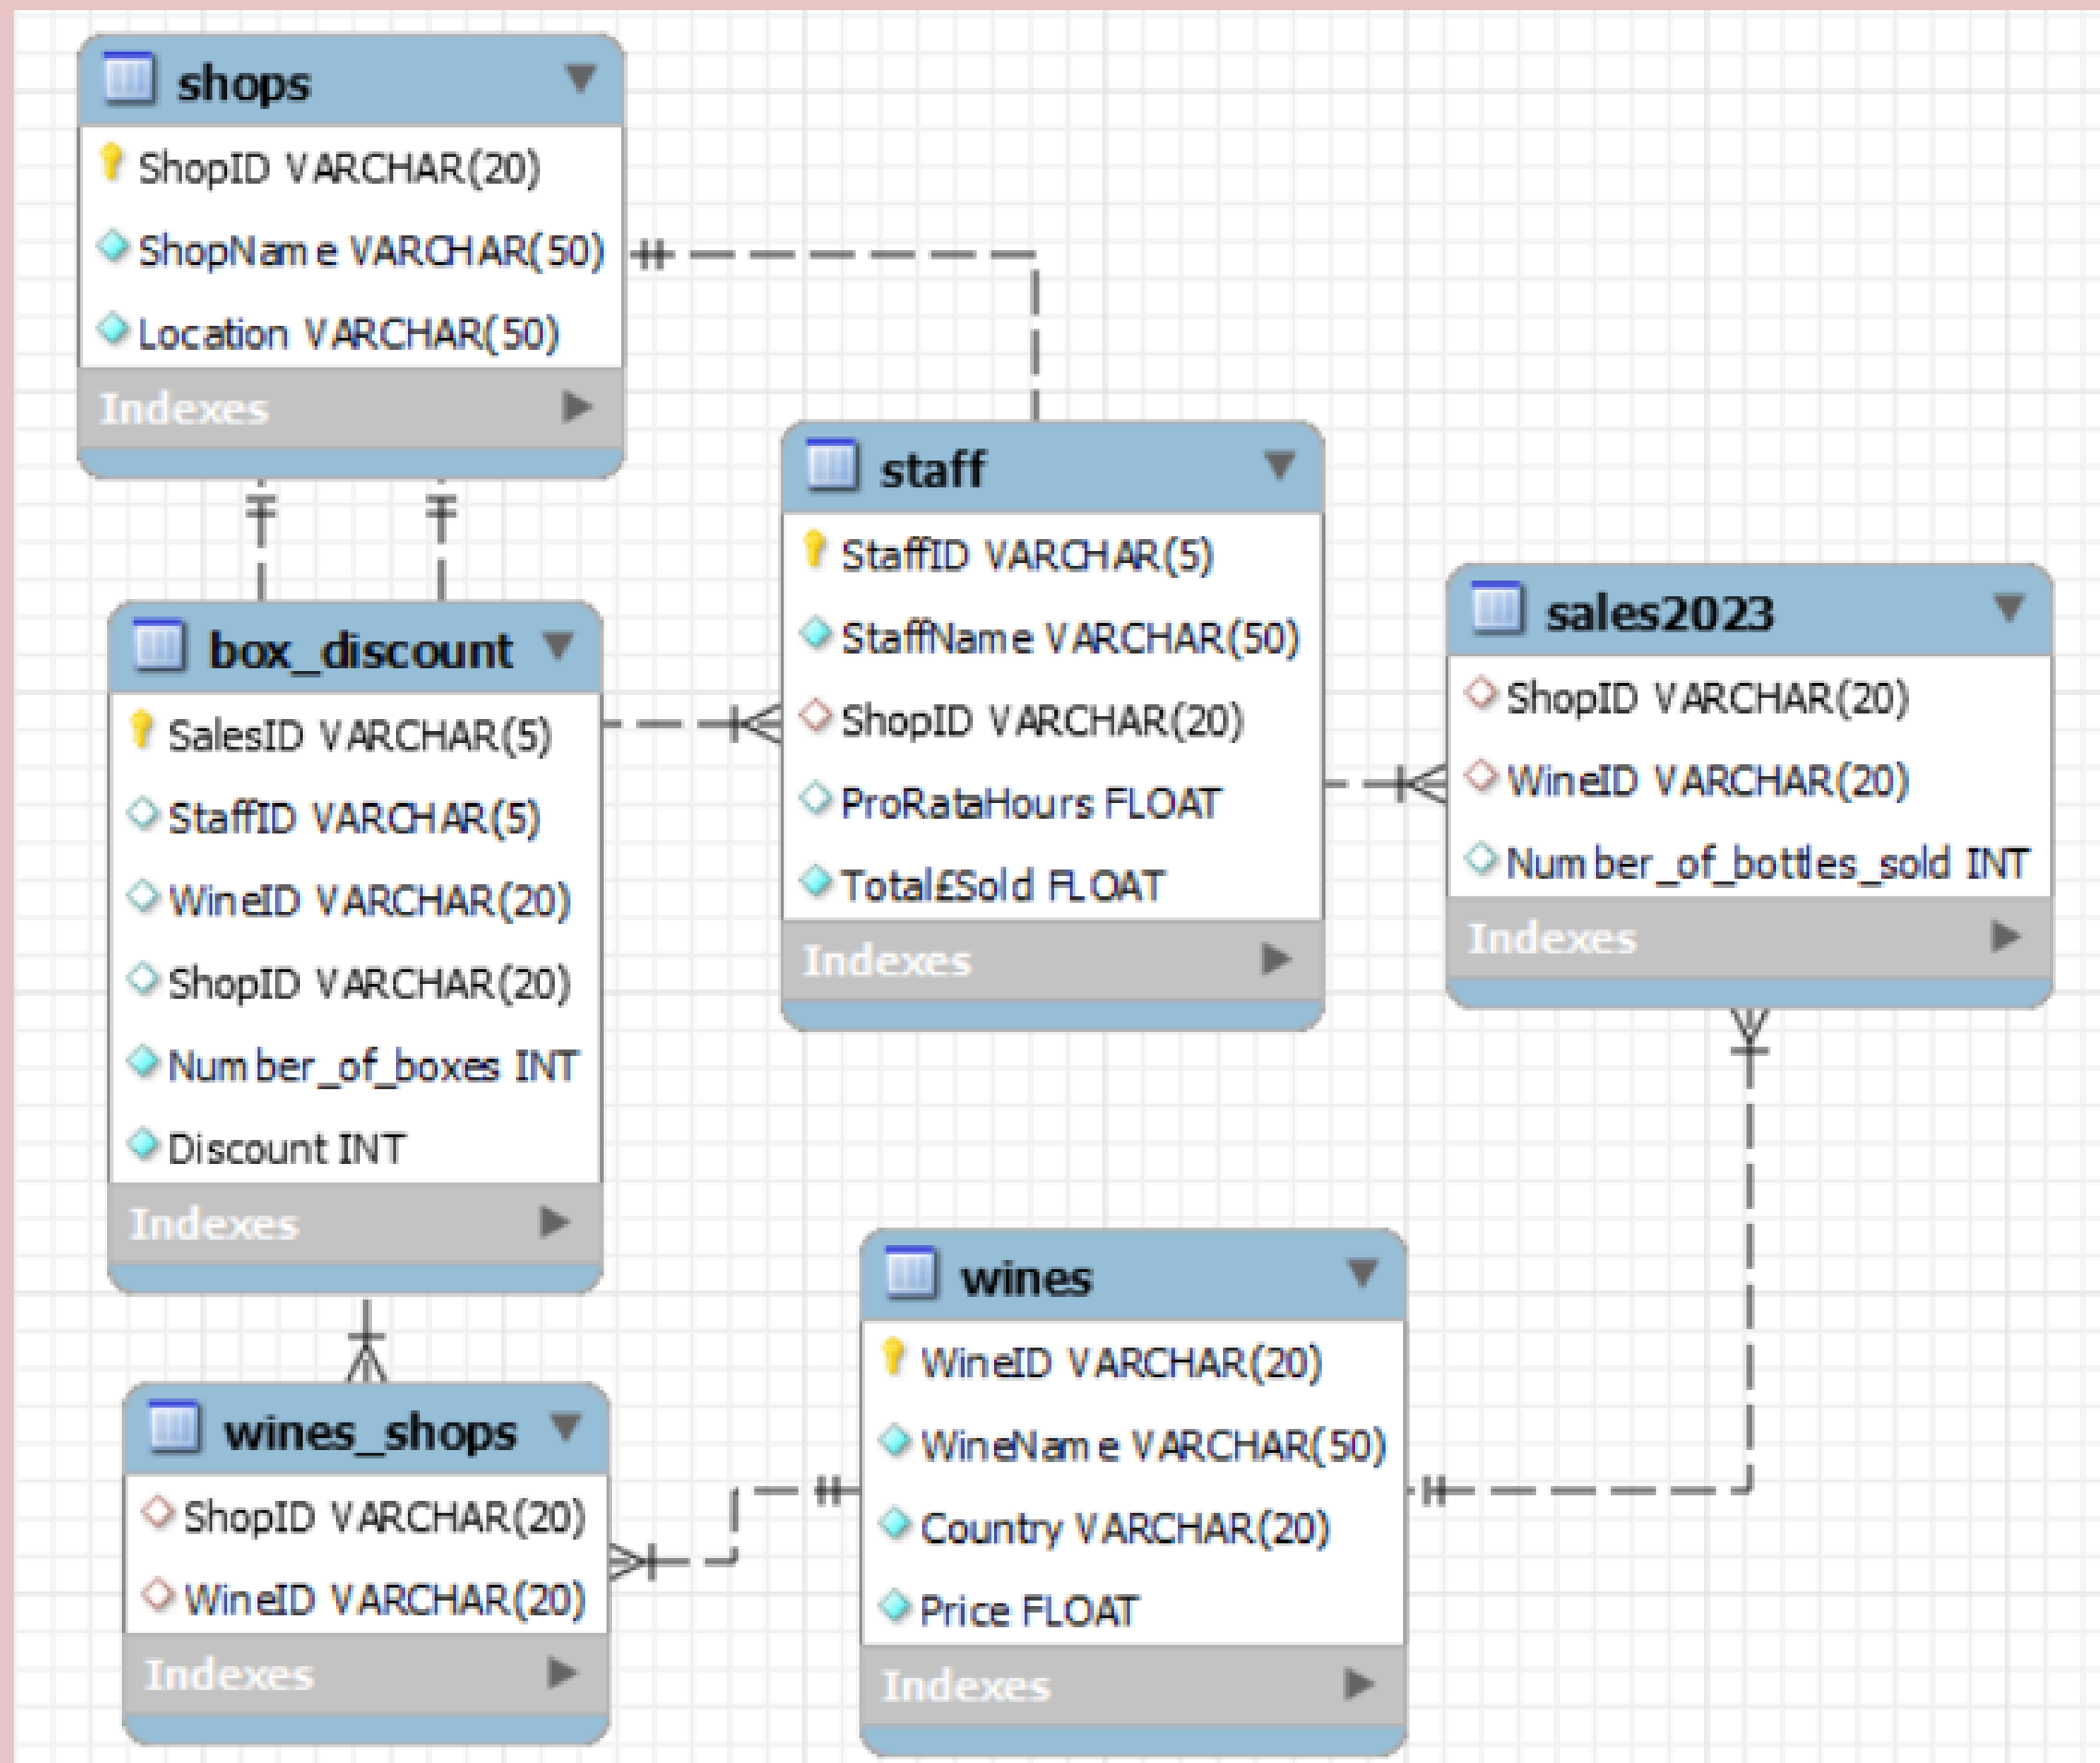 shops
ShopID VARCHAR(20)
ShopName VARCHAR(50)
Location VARCHAR(50)
Indexes
box_discount
SalesID VARCHAR(5)
StaffID VARCHAR(5)
WineID VARCHAR(20)
ShopID VARCHAR(20)
Number_of_boxes INT
Discount INT
Indexes
wines_shops
ShopID VARCHAR(20)
WineID VARCHAR(20)
Indexes
staff
StaffID VARCHAR(5)
StaffName VARCHAR(50)
ShopID VARCHAR(20)
ProRataHours FLOAT
Total£Sold FLOAT
Indexes
wines
WineID VARCHAR(20)
WineName VARCHAR(50)
Country VARCHAR(20)
Price FLOAT
Indexes
sales2023
ShopID VARCHAR(20)
WineID VARCHAR(20)
Number_of_bottles_sold INT
Indexes